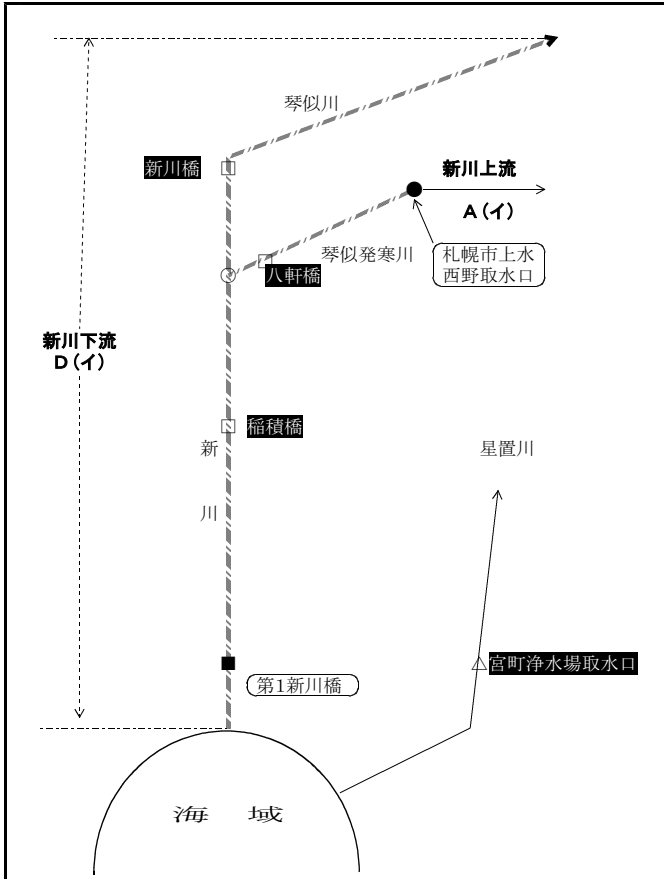 琴似川
新川橋
新川上流
A(イ)
琴似発寒川
札幌市上水
西野取水口
八軒橋
新川下流
D(イ)
稲積橋
新
川
星置川
宮町浄水場取水口
第1新川橋
海 域